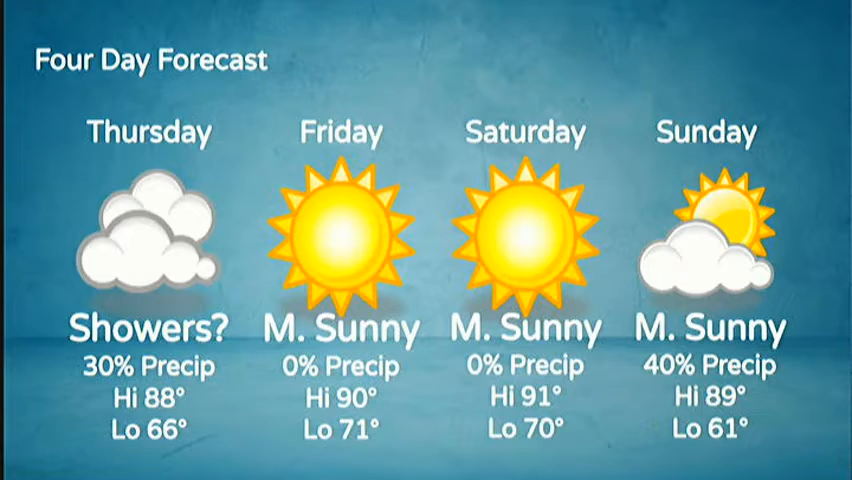 Four Day Forecast
Thursday
Showers?
30% Precip
Hi 88°
Lo 66°
Friday
M. Sunny
0% Precip
Hi 90°
Lo 71°
Saturday
M. Sunny
0% Precip
Hi 91°
Lo 70°
Sunday
M. Sunny
40% Precip
Hi 89°
Lo 61°